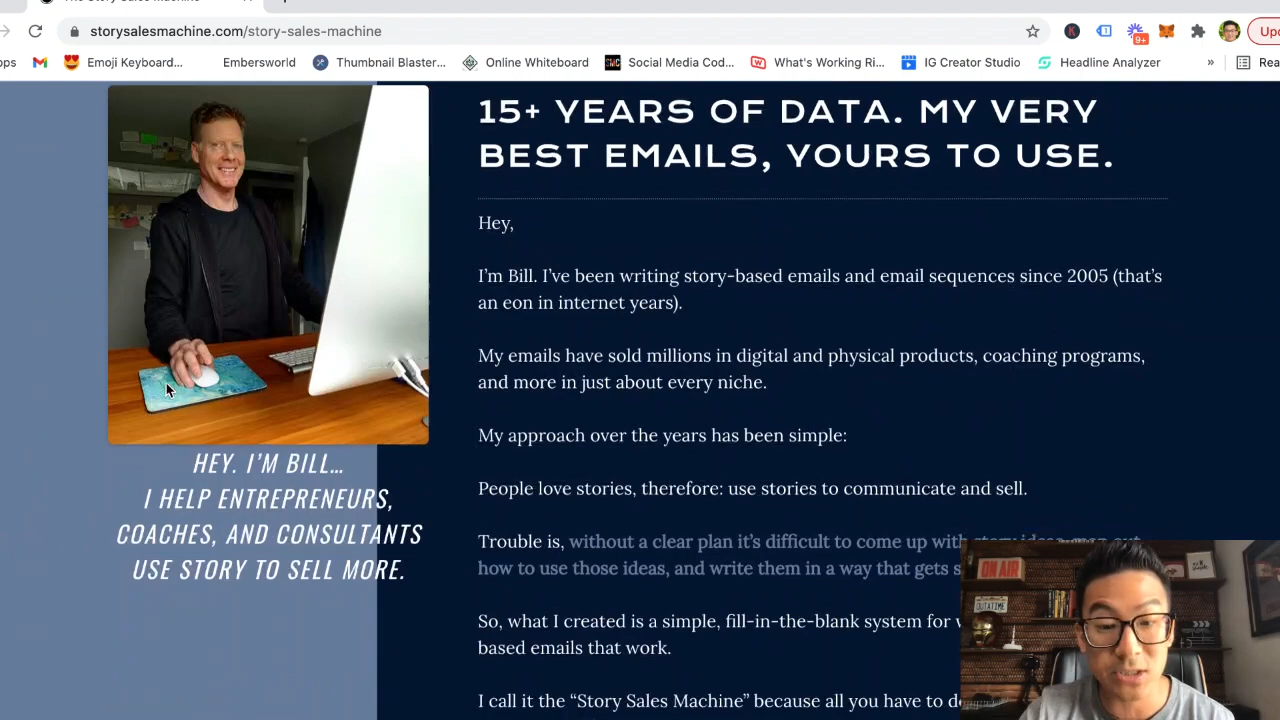 The Story Sales Machine
storysalesmachine.com/story-sales-machine
9+
Emoji Keyboard...
Embersworld
Thumbnail Blaster...
Online Whiteboard
SMC
Social Media Cod...
What's Working Ri...
IG Creator Studio
Headline Analyzer
»
15+ YEARS OF DATA. MY VERY
BEST EMAILS, YOURS TO USE.
Hey,
I'm Bill. I've been writing story-based emails and email sequences since 2005 (that's
an eon in internet years).
My emails have sold millions in digital and physical products, coaching programs,
and more in just about every niche.
My approach over the years has been simple:
People love stories, therefore: use stories to communicate and sell.
Trouble is, without a clear plan it's difficult to come up with
how to use those ideas, and write them in a way that gets
So, what I created is a simple, fill-in-the-blank system for
based emails that work.
I call it the “Story Sales Machine” because all you have to
HEY. I'M BILL...
I HELP ENTREPRENEURS,
COACHES, AND CONSULTANTS
USE STORY TO SELL MORE.
ON AIR
OUTATIME